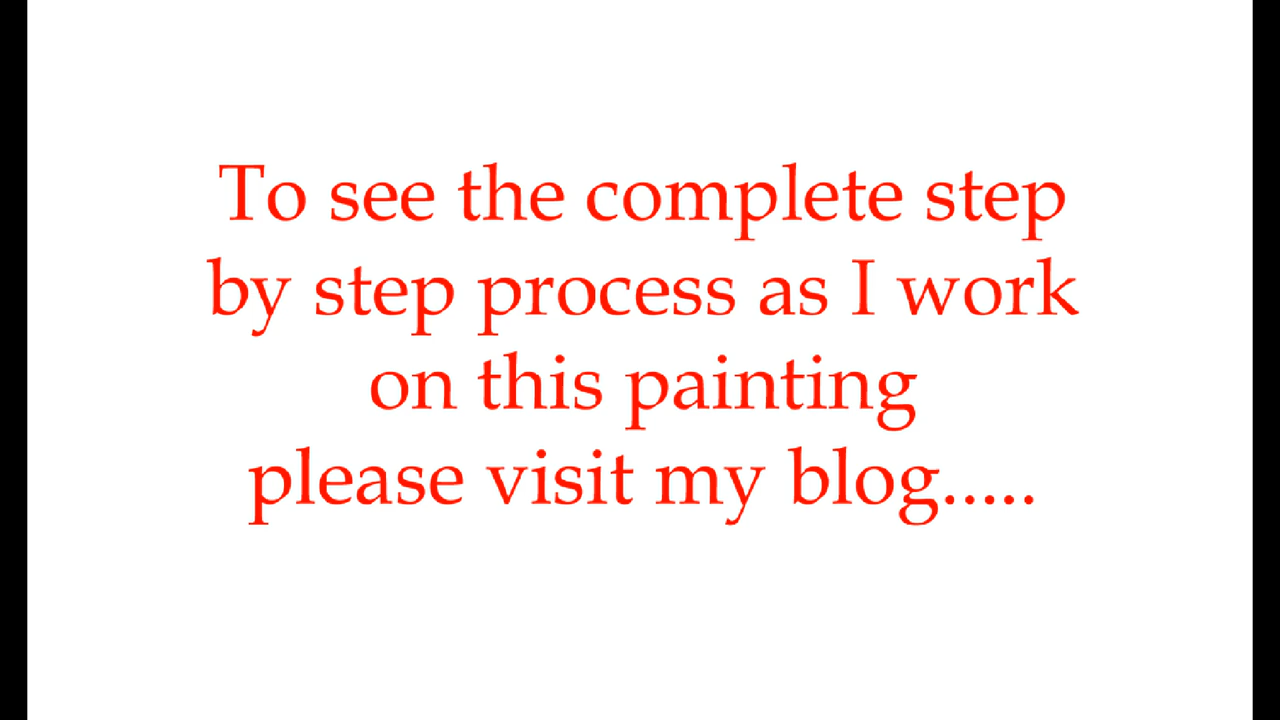 To see the complete step
by step process as I work
on this painting
please visit my blog.....